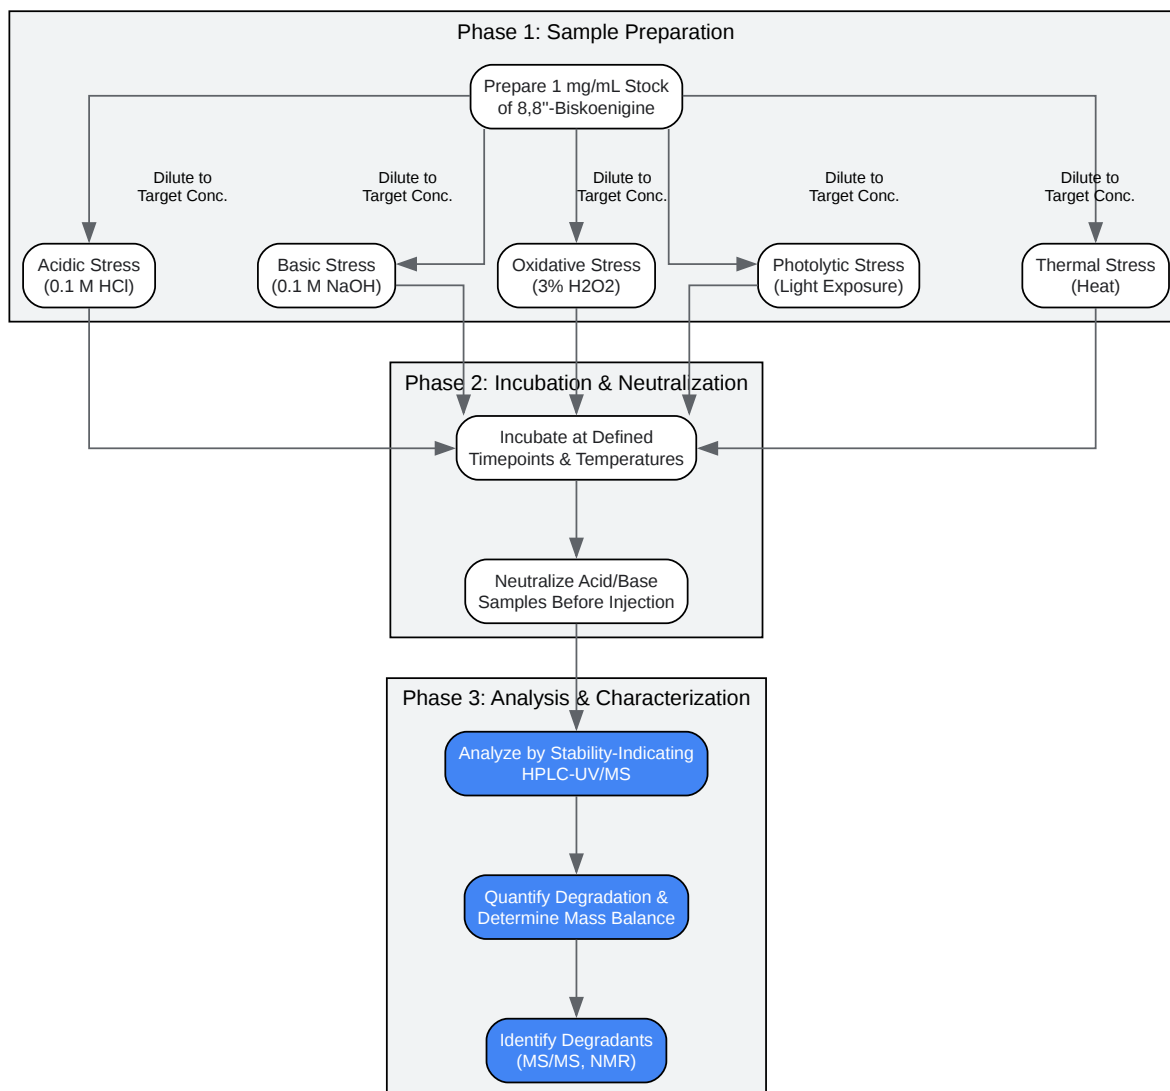 Phase 1: Sample Preparation
Prepare 1 mg/mL Stock
of 8,8"-Biskoenigine
Dilute to
Target Conc.
Dilute to
Target Conc.
Dilute to
Target Conc.
Dilute to
Target Conc.
Dilute to
Target Conc.
Acidic Stress
(0.1 M HCl)
Basic Stress
(0.1 M NaOH)
Oxidative Stress
(3% H2O2)
Photolytic Stress
(Light Exposure)
Thermal Stress
(Heat)
Phase 2: Incubation & Neutralization
Incubate at Defined
Timepoints & Temperatures
Neutralize Acid/Base
Samples Before Injection
Phase 3: Analysis & Characterization
Analyze by Stability-Indicating
HPLC-UV/MS
Quantify Degradation &
Determine Mass Balance
Identify Degradants
(MS/MS, NMR)